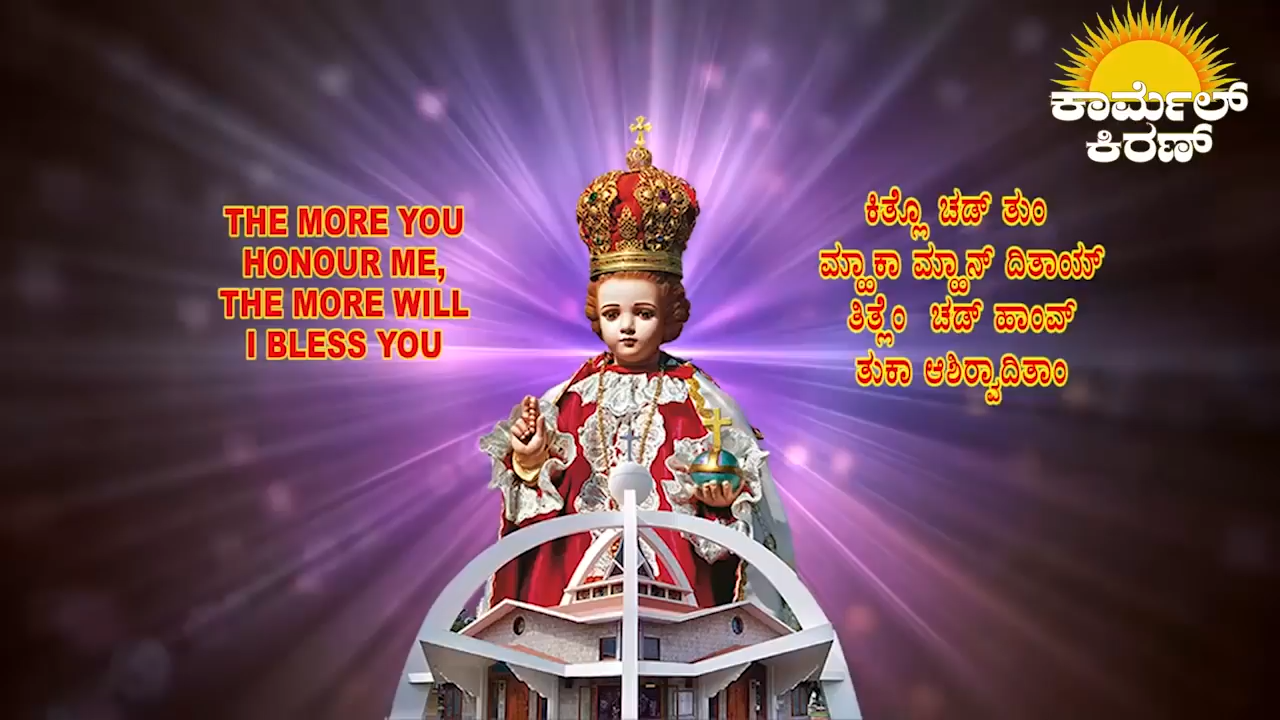 ಕಾರ್ಮೆಲ್
ಕಿರಣ್
THE MORE YOU
HONOUR ME,
THE MORE WILL
I BLESS YOU
ಕಿತ್ಲೊ ಚಡ್ ತುಂ
ಮ್ಹಾಕಾ ಮ್ಹಾನ್ ದಿತಾಯ್
ತಿತ್ಲೆಂ ಚಡ್ ಹಾಂವ್
ತುಕಾ ಆಶಿರ್‍ವಾದಿತಾಂ